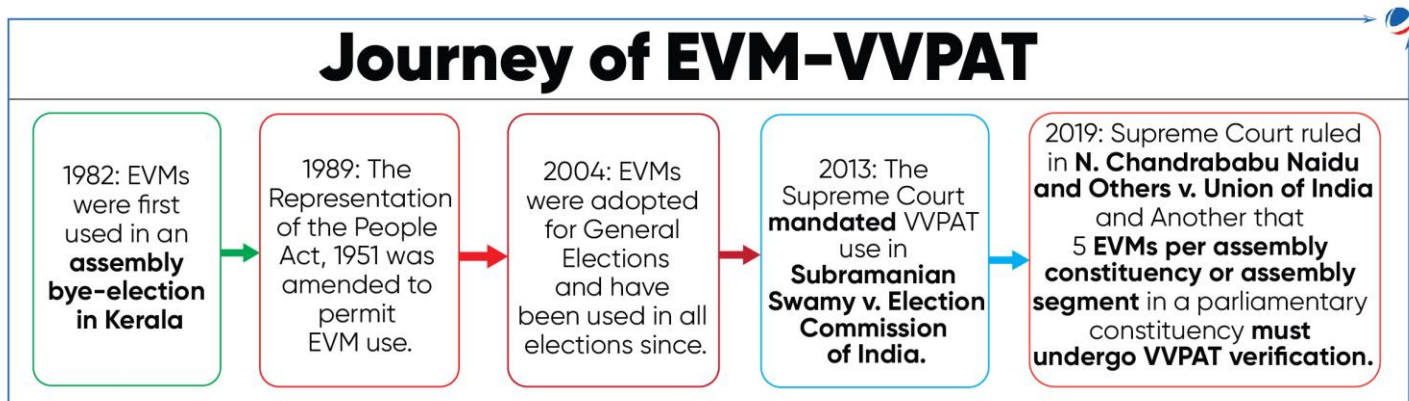 Journey of EVM-VVPAT
1982: EVMs
were first
used in an
assembly
bye-election
in Kerala
1989: The
Representation
of the People
Act, 1951 was
amended to
permit
EVM use.
2004: EVMs
were adopted
for General
Elections
and have
been used in all
elections since.
2013: The
Supreme Court
mandated VVPAT
use in
Subramanian
Swamy v. Election
Commission
of India.
2019: Supreme Court ruled
in N. Chandrababu Naidu
and Others v. Union of India
and Another that
5 EVMs per assembly
constituency or assembly
segment in a parliamentary
constituency must
undergo VVPAT verification.